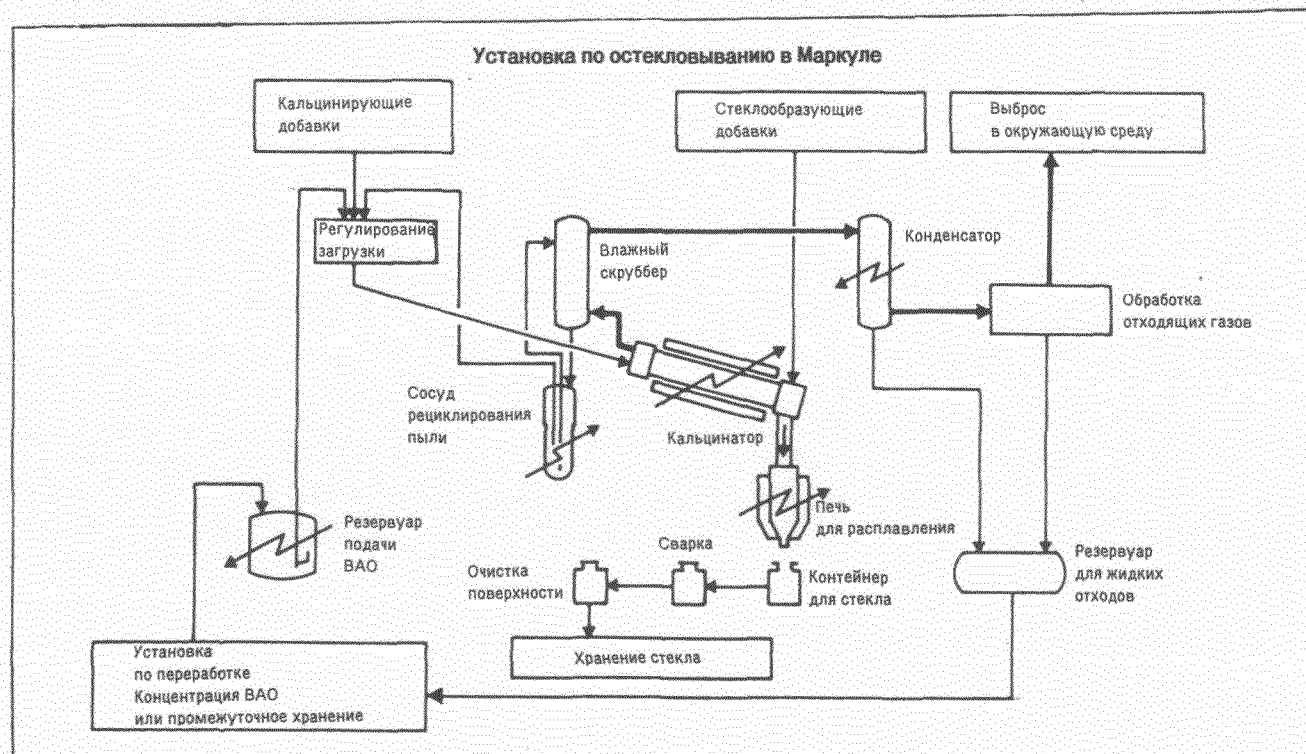 Установка по остекловыванию в Маркуле
Кальцинирующие
добавки
Стеклообразующие
добавки
Выброс
в окружающую среду
Регулирование
загрузки
Влажный
скруббер
Конденсатор
Обработка
отходящих газов
Сосуд
рециклирования
пыли
Кальцинатор
Печь
для расплавления
Резервуар
подачи
ВАО
Сварка
Очистка
поверхности
Контейнер
для стекла
Резервуар
для жидких
отходов
Хранение стекла
Установка
по переработке
Концентрация ВАО
или промежуточное хранение